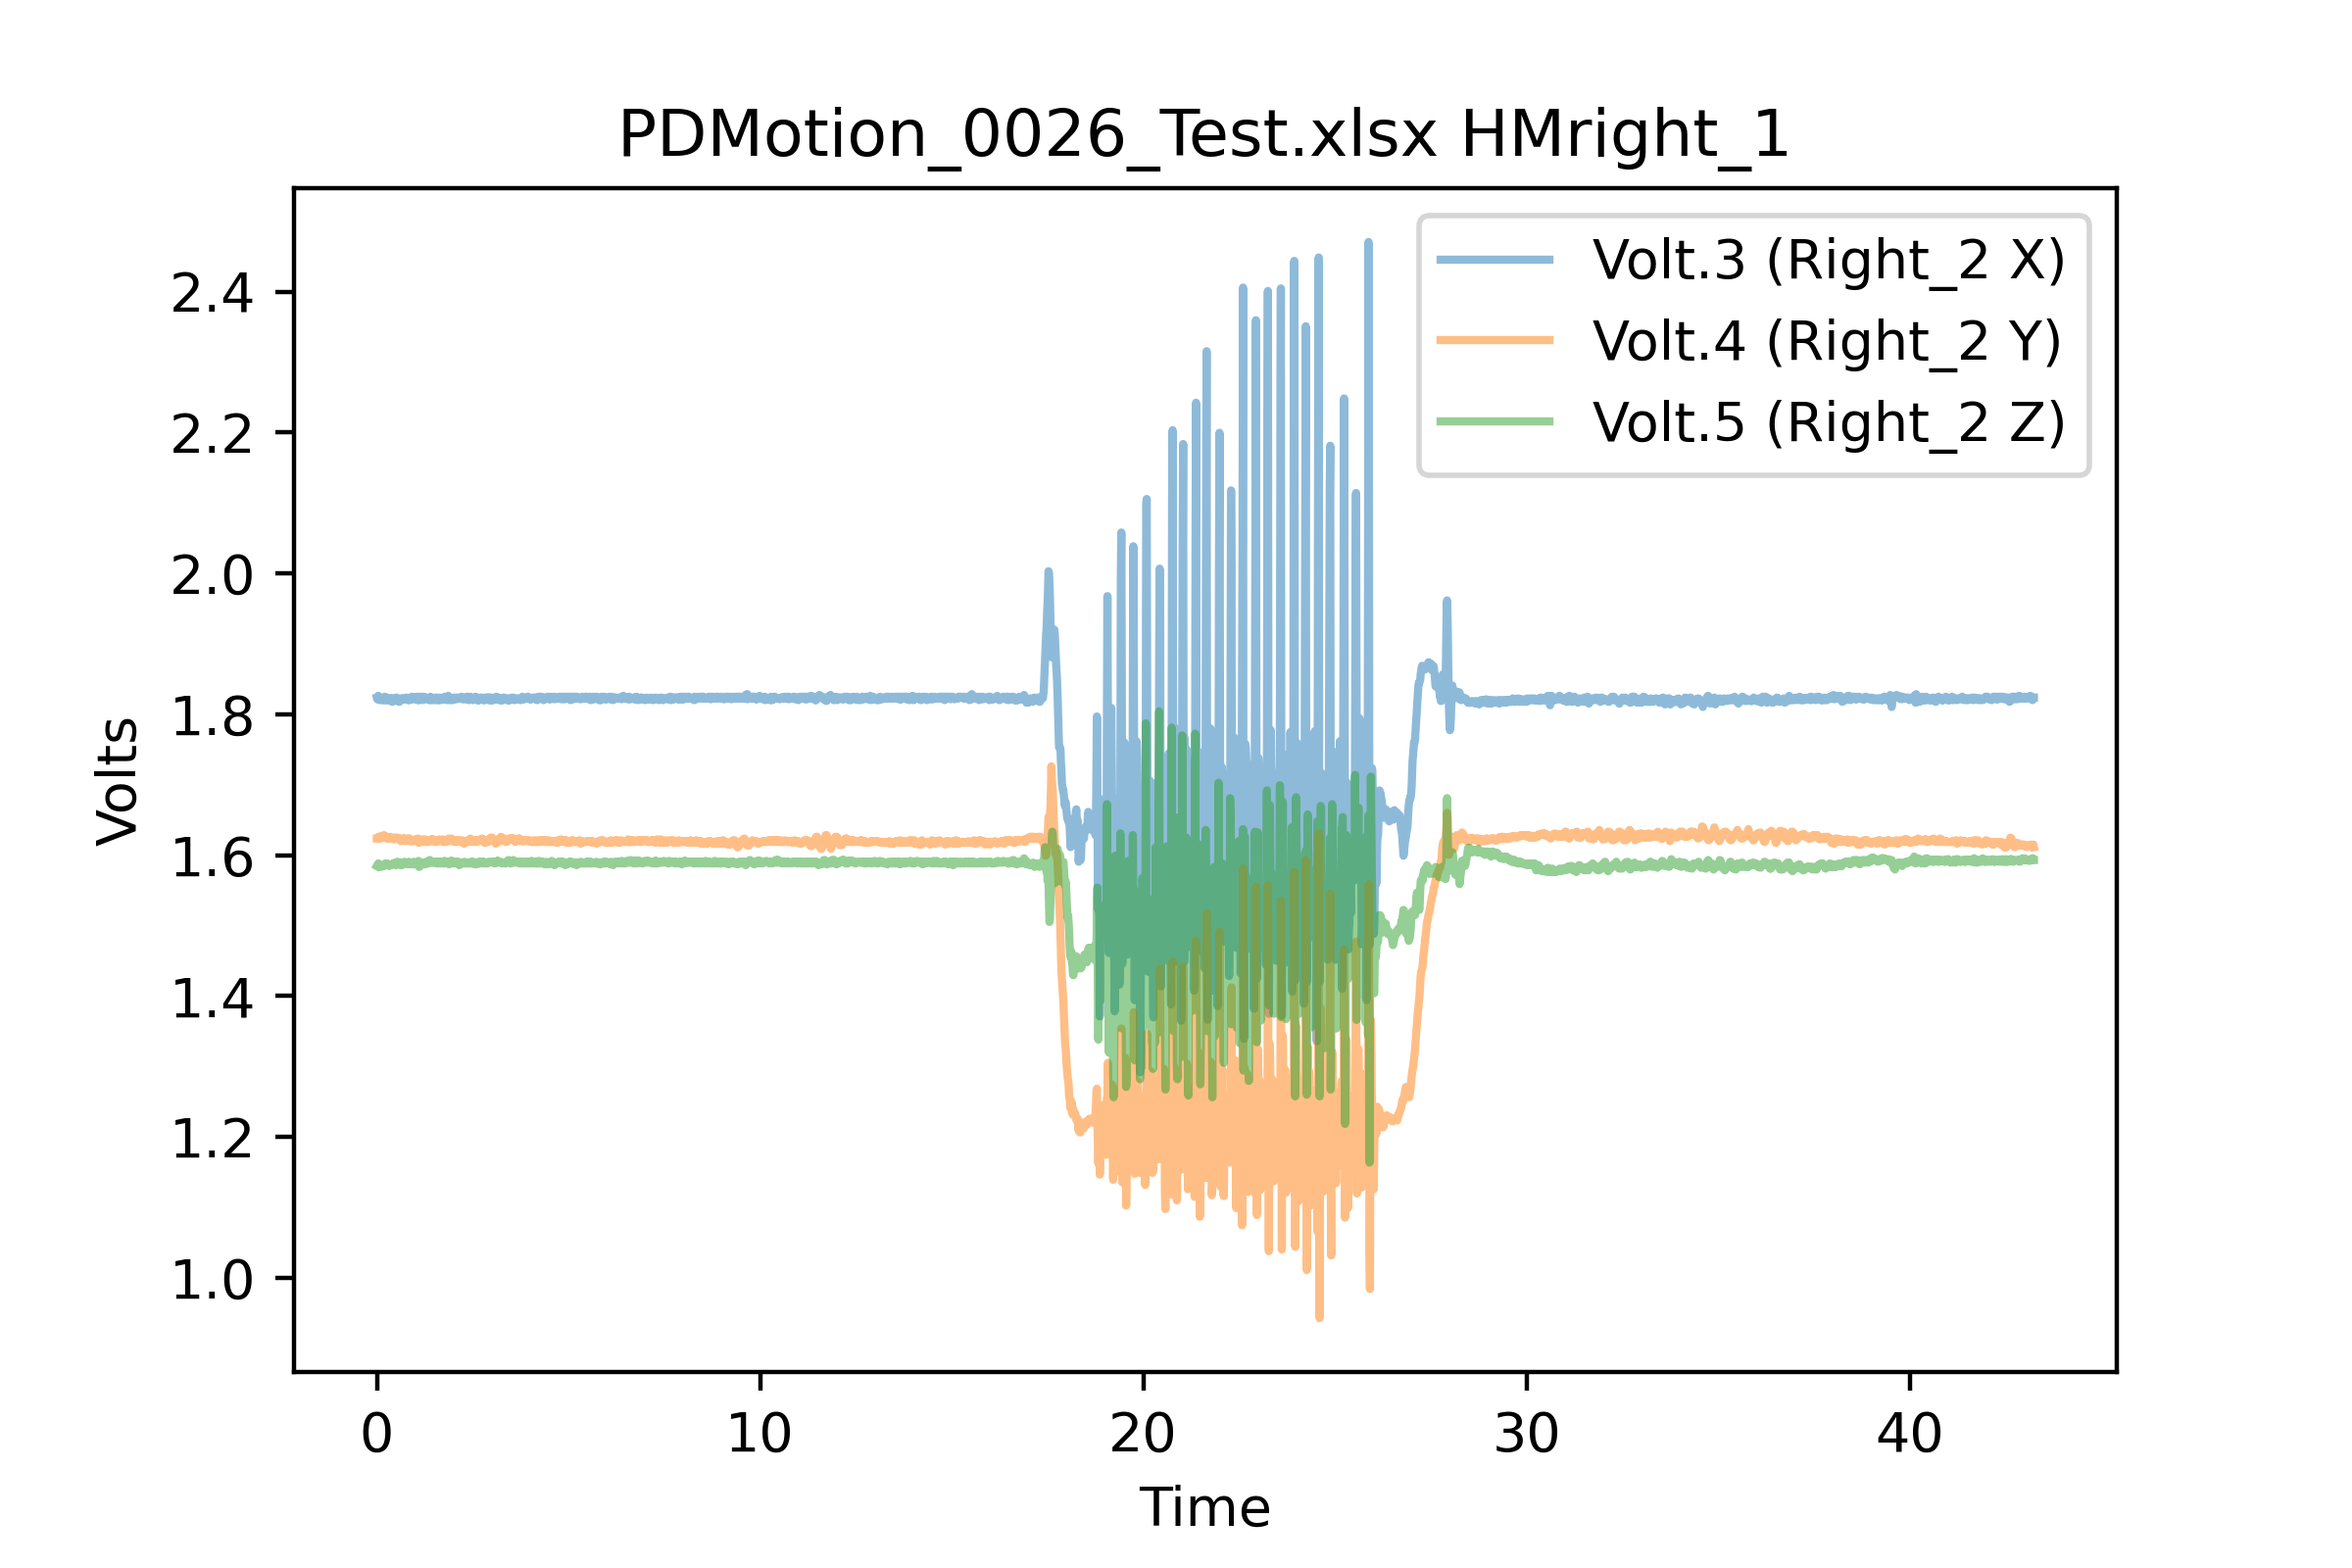 PDMotion_0026_Test.xlsx HMright_1
Volt.3 (Right_2 X)
Volt.4 (Right_2 Y)
Volt.5 (Right_2 Z)
2.4
2.2
2.0
1.8
1.6
1.4
1.2
1.0
Volts
0 10 20 30 40
Time